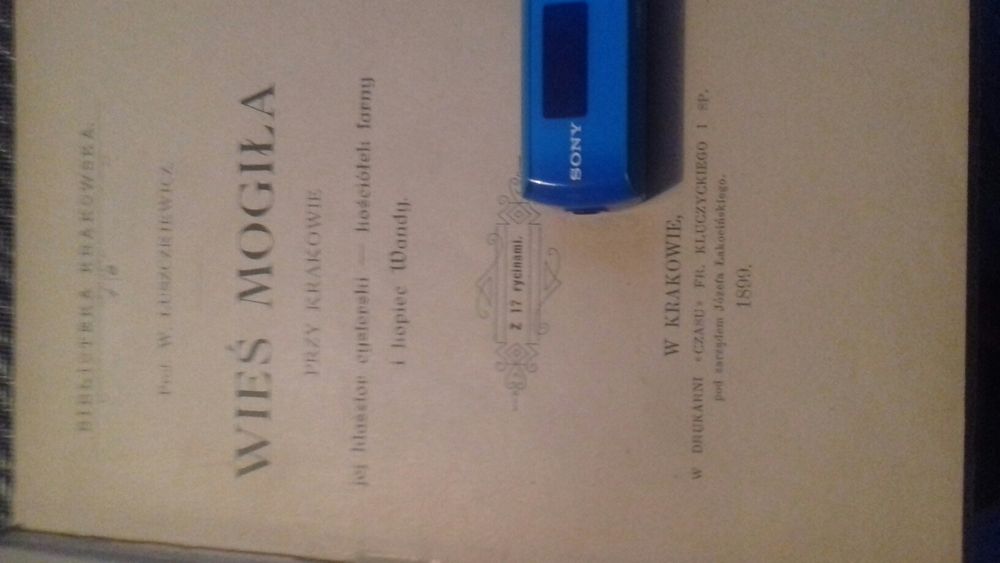 BIBLIOTEKA KRAKOWSKA.
Prof. W. ŁUSZCZKIEWICZ.
WIEŚ MOGIŁA
PRZY KRAKOWIE
jej klasztor cysterski — kościółek farny
i kopiec Wandy.
Z 17 rycinami.
W KRAKOWIE,
W DRUKARNI «CZASU» FR. KLUCZYCKIEGO I SP.
pod zarządem Józefa Łakocińskiego.
1899.
SONY